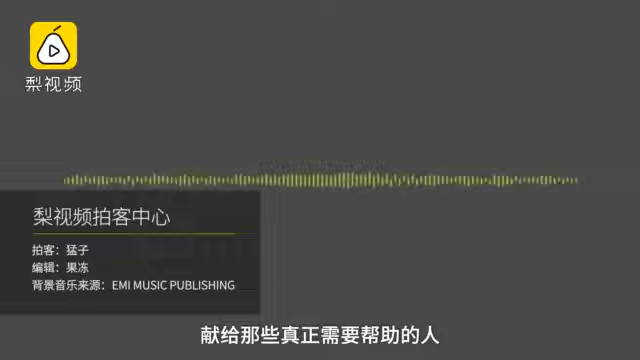 梨视频
梨视频拍客中心
拍客：猛子
编辑：果冻
背景音乐来源：EMI MUSIC PUBLISHING
献给那些真正需要帮助的人